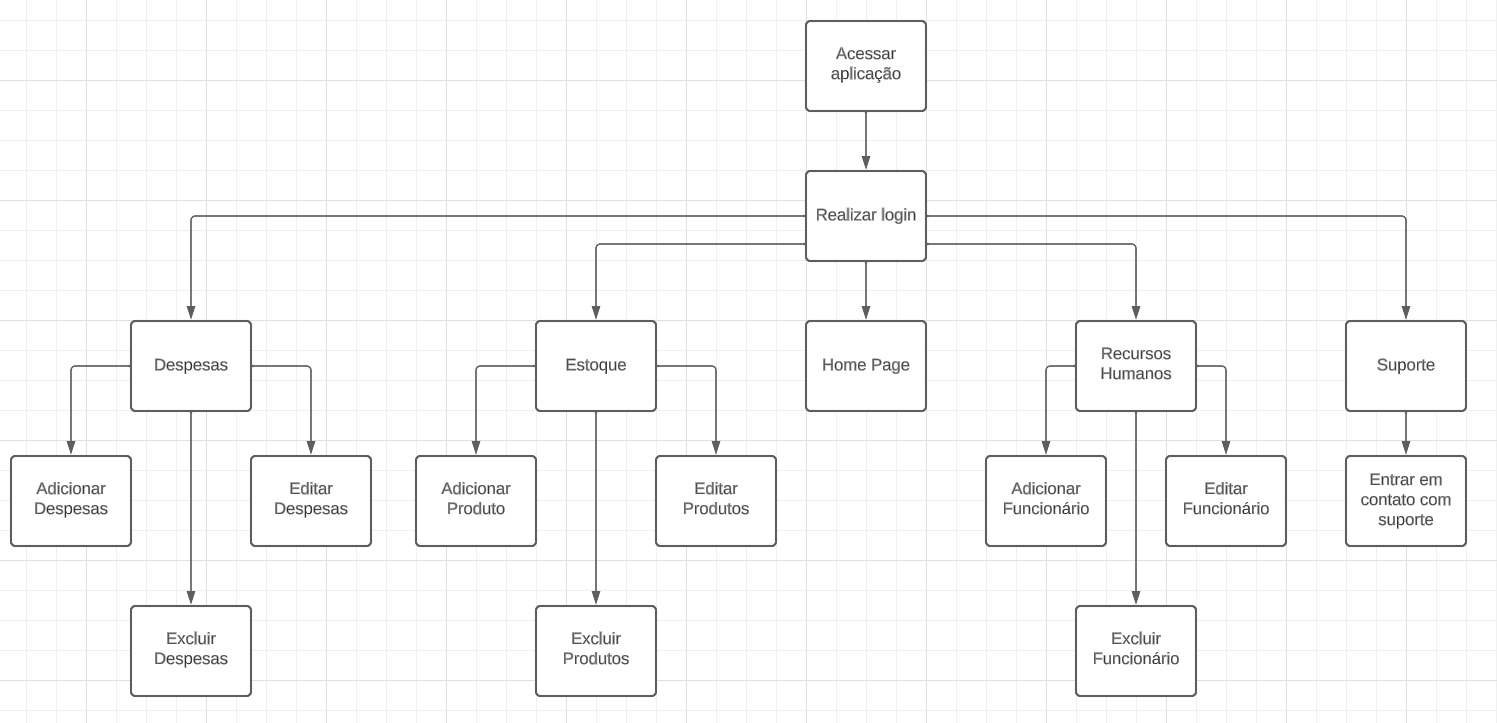 Acessar
aplicação
Realizar login
Despesas
Estoque
Home Page
Recursos
Humanos
Suporte
Adicionar
Despesas
Editar
Despesas
Adicionar
Produto
Editar
Produtos
Adicionar
Funcionário
Editar
Funcionário
Entrar em
contato com
suporte
Excluir
Despesas
Excluir
Produtos
Excluir
Funcionário